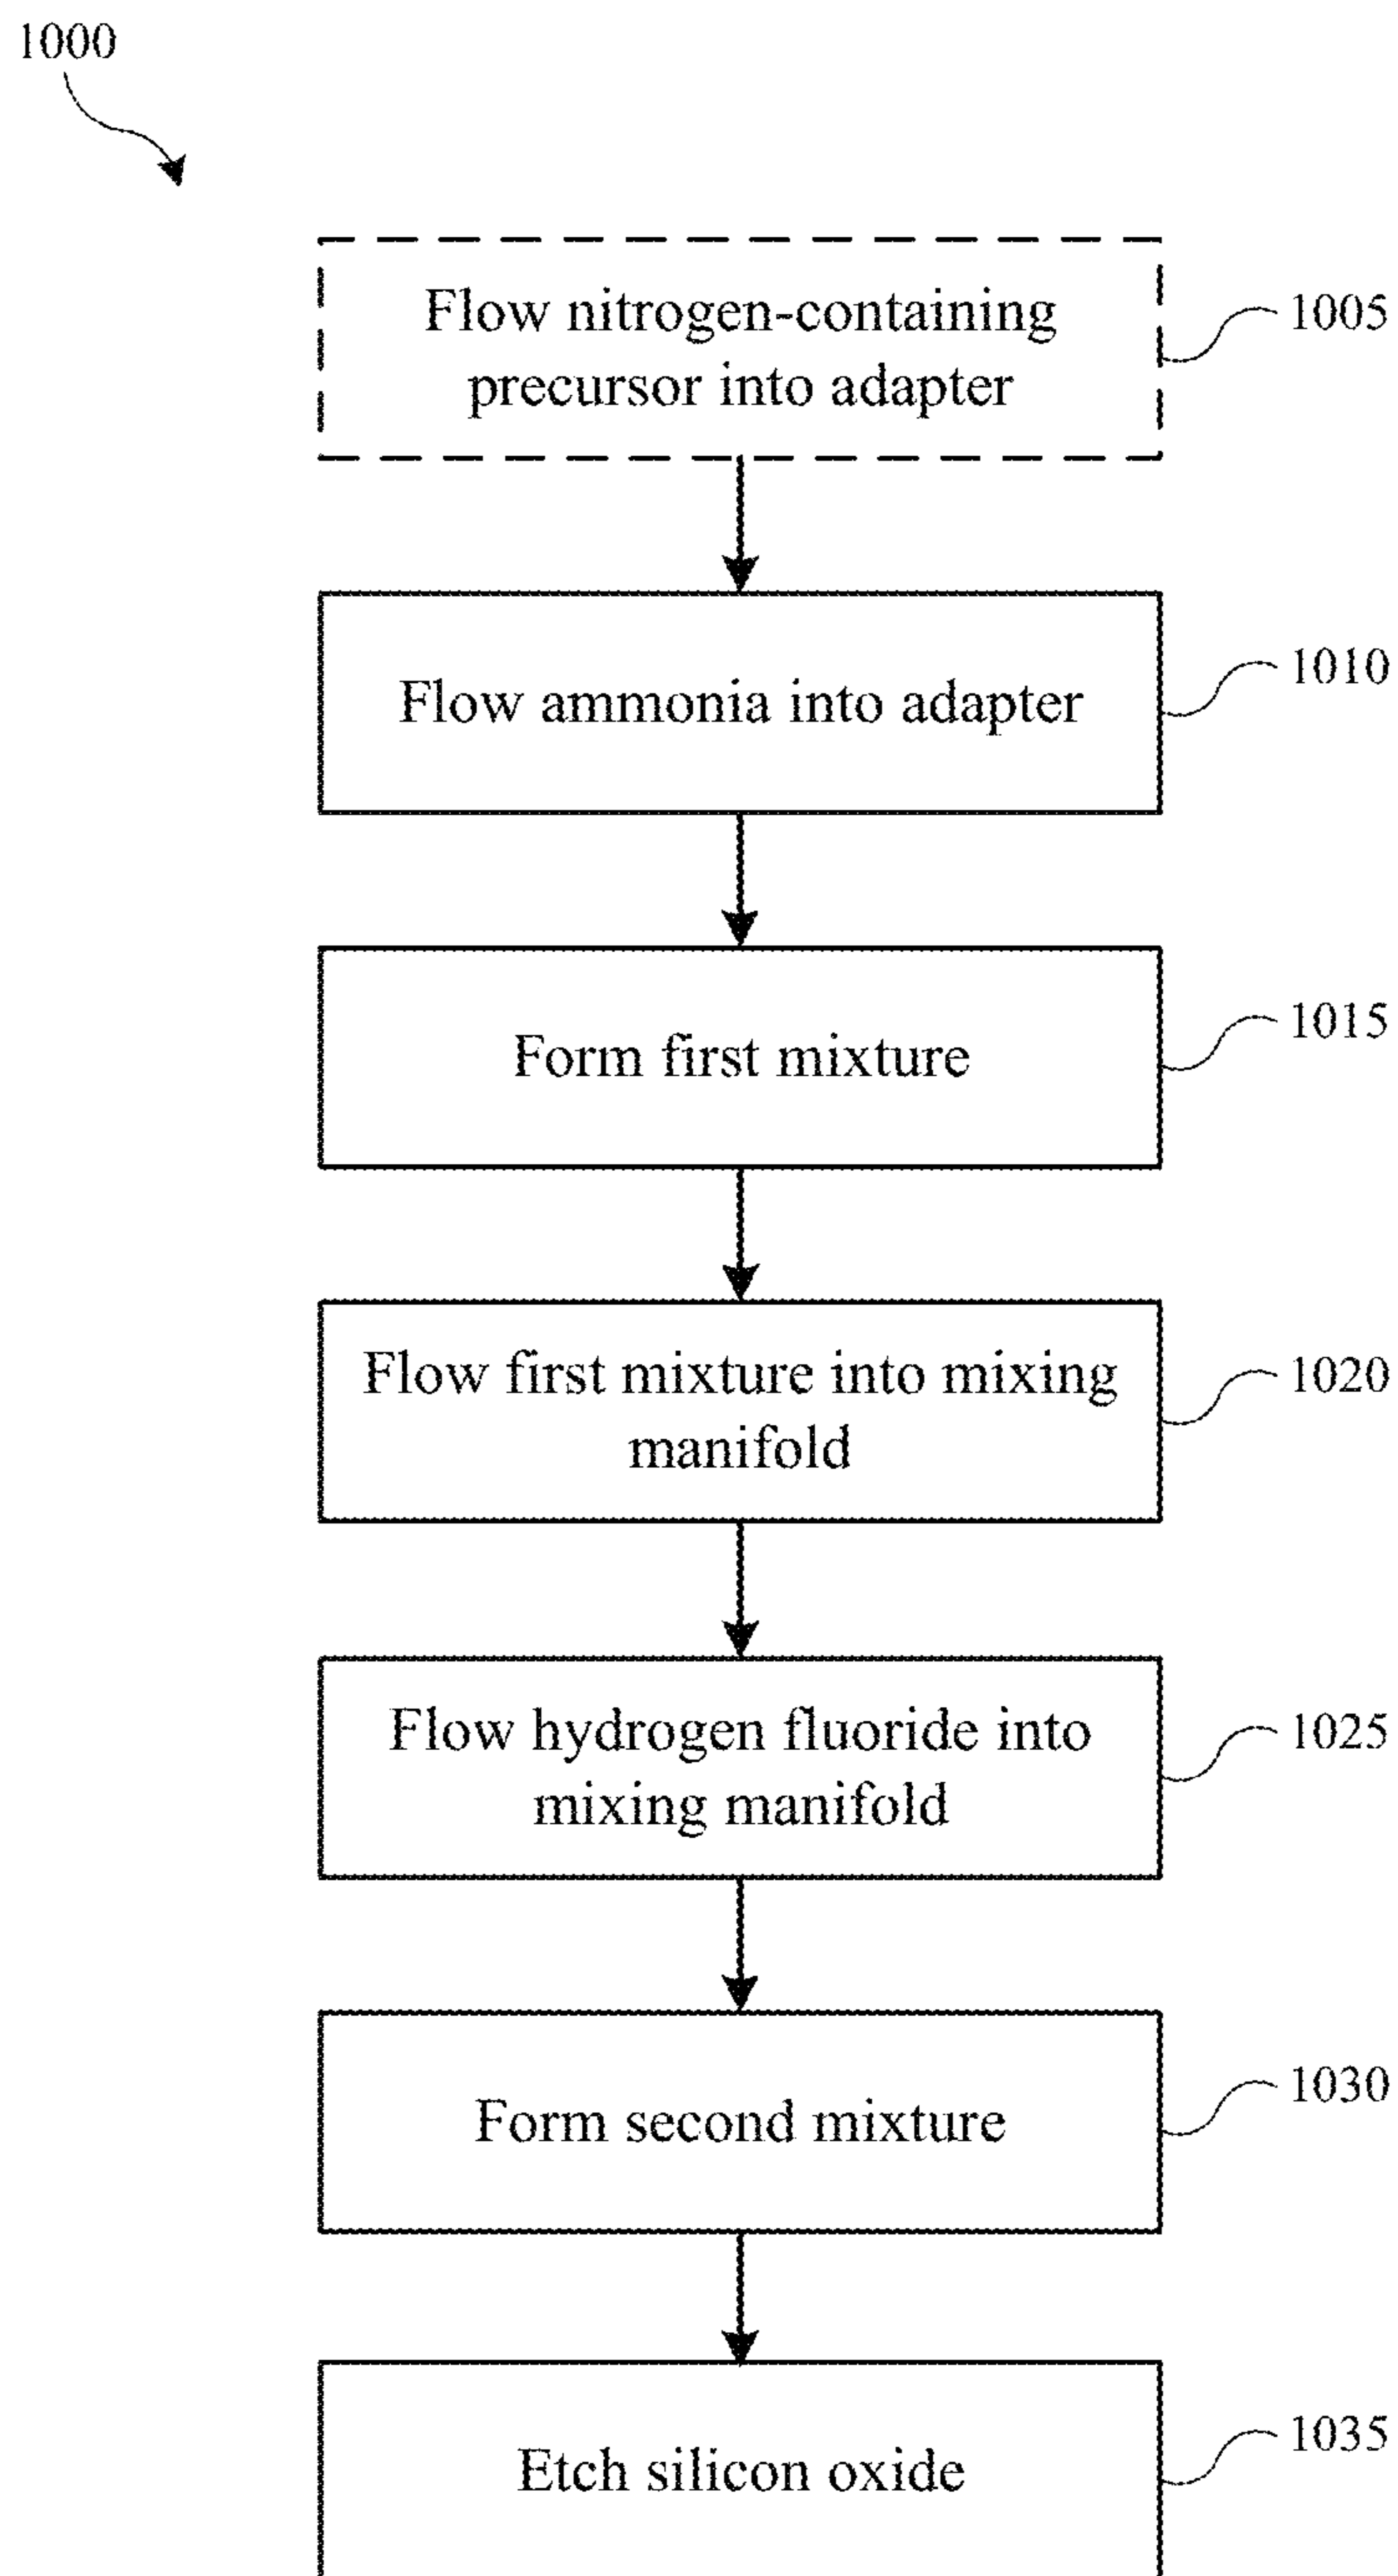 1000
Flow nitrogen-containing
precursor into adapter
1005
Flow ammonia into adapter
1010
Form first mixture
1015
Flow first mixture into mixing
manifold
1020
Flow hydrogen fluoride into
mixing manifold
1025
Form second mixture
1030
Etch silicon oxide
1035